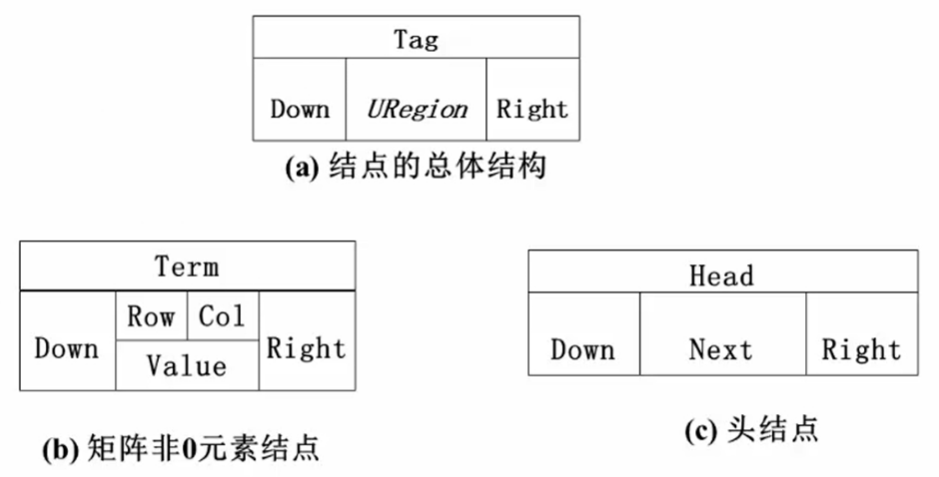 Tag
Down URegion Right
(a) 结点的总体结构
Term
Row Col
Down Right
Value
(b) 矩阵非0元素结点
Head
Down Next Right
(c) 头结点